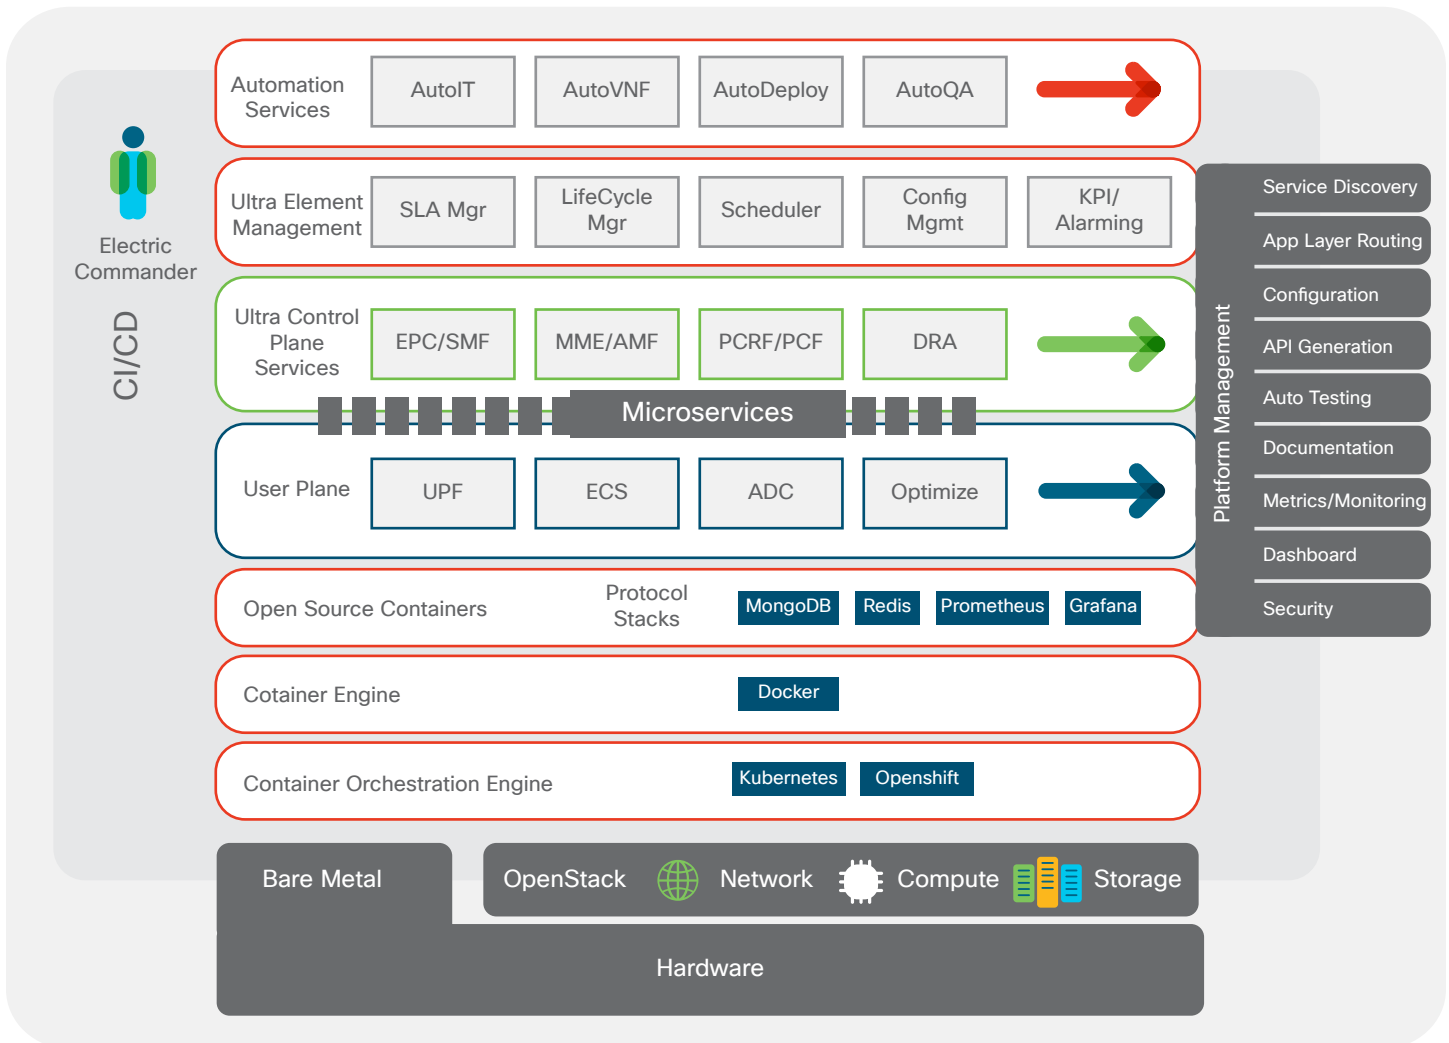 Automation
Services
AutoIT
AutoVNF
AutoDeploy
AutoQA
Electric
Commander
CI/CD
Ultra Element
Management
SLA Mgr
LifeCycle
Mgr
Scheduler
Config
Mgmt
KPI/
Alarming
Ultra Control
Plane
Services
EPC/SMF
MME/AMF
PCRF/PCF
DRA
Microservices
User Plane
UPF
ECS
ADC
Optimize
Platform Management
Service Discovery
App Layer Routing
Configuration
API Generation
Auto Testing
Documentation
Metrics/Monitoring
Dashboard
Security
Open Source Containers
Protocol
Stacks
MongoDB
Redis
Prometheus
Grafana
Cotainer Engine
Docker
Container Orchestration Engine
Kubernetes
Openshift
Bare Metal
OpenStack
Network
Compute
Storage
Hardware